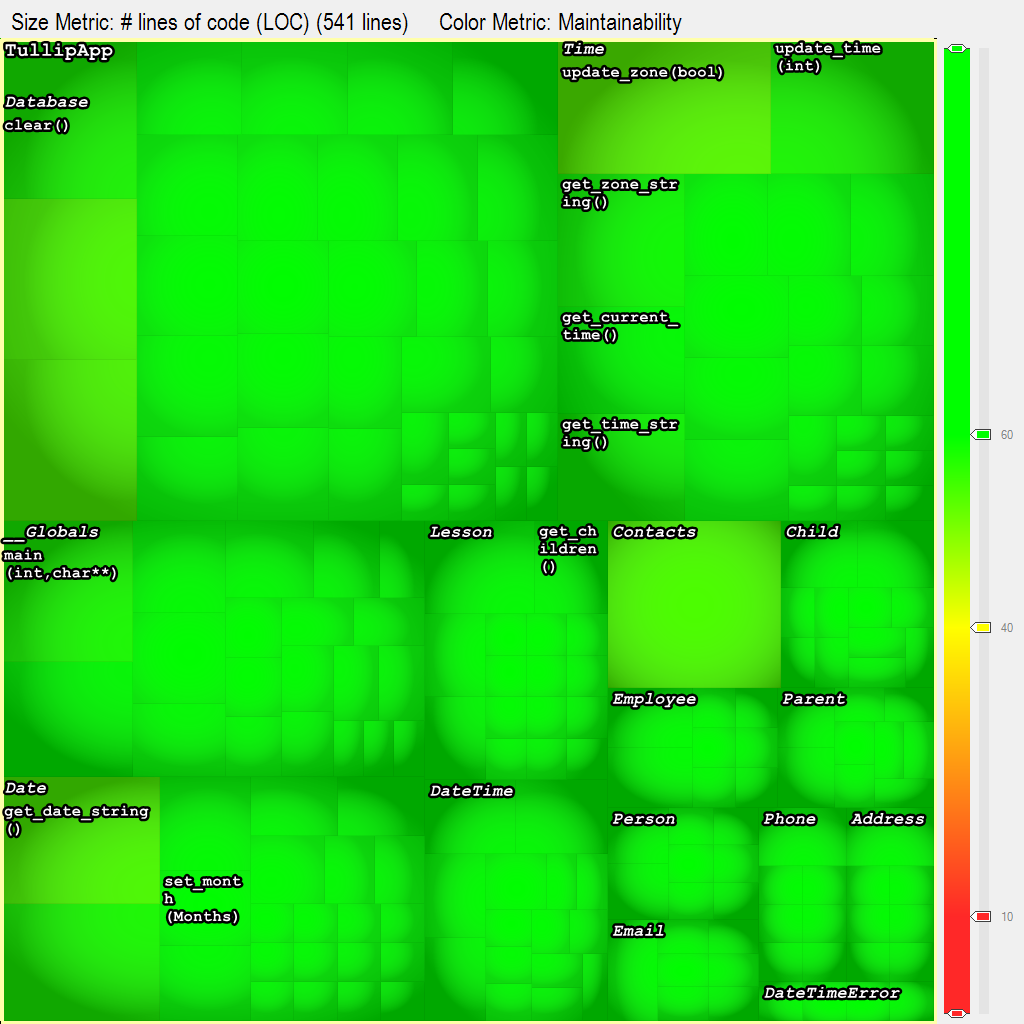 Size Metric: # lines of code (LOC) (541 lines) Color Metric: Maintainability
TullipApp
Database
clear()
Time
update_zone(bool)
update_time
(int)
get_zone_str
ing()
get_current_
time()
get_time_str
ing()
60
__Globals
main
(int,char**)
Lesson
get_ch
ildren
()
Contacts
Child
40
Employee
Parent
Date
get_date_string
()
set_mont
h
(Months)
DateTime
Person
Phone
Address
10
Email
DateTimeError